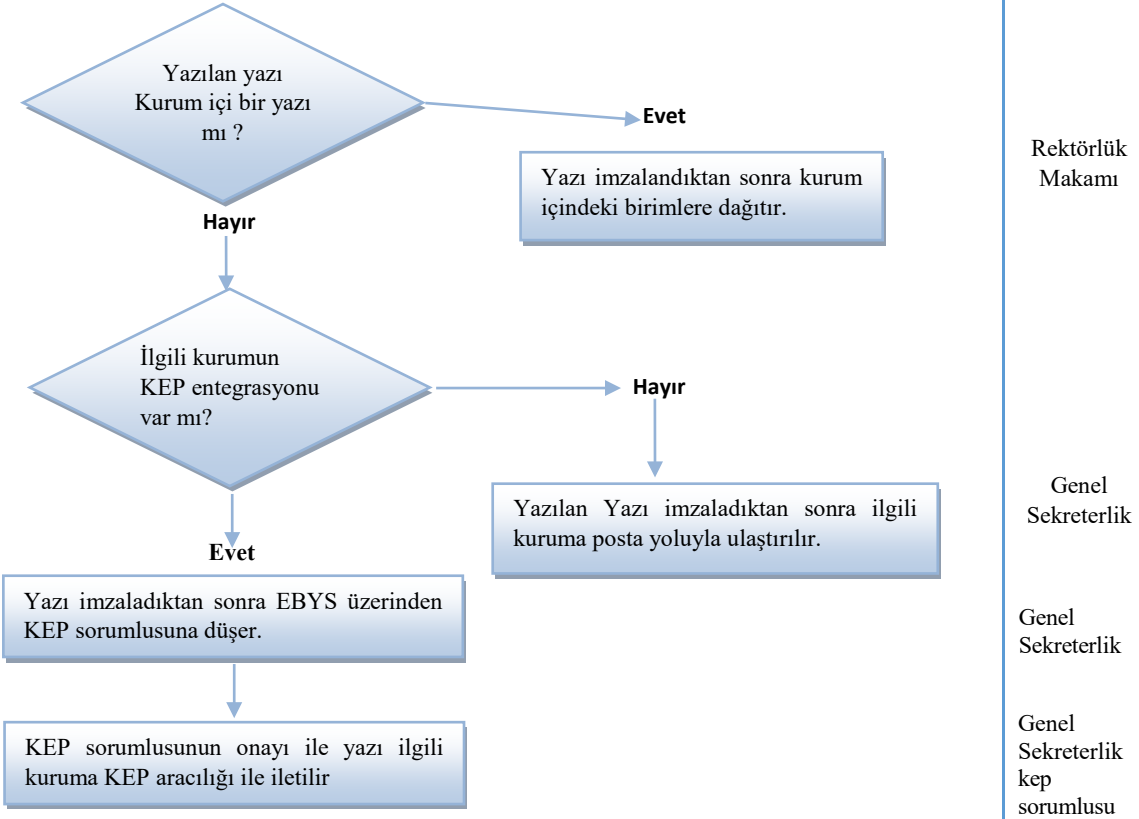 Yazılan yazı
Kurum içi bir yazı
mı ?
Evet
Yazı imzalandıktan sonra kurum
içindeki birimlere dağıtır.
Rektörlük
Makamı
Hayır
İlgili kurumun
KEP entegrasyonu
var mı?
Hayır
Yazılan Yazı imzaladıktan sonra ilgili
kuruma posta yoluyla ulaştırılır.
Genel
Sekreterlik
Evet
Yazı imzaladıktan sonra EBYS üzerinden
KEP sorumlusuna düşer.
Genel
Sekreterlik
KEP sorumlusunun onayı ile yazı ilgili
kuruma KEP aracılığı ile iletilir
Genel
Sekreterlik
kep
sorumlusu